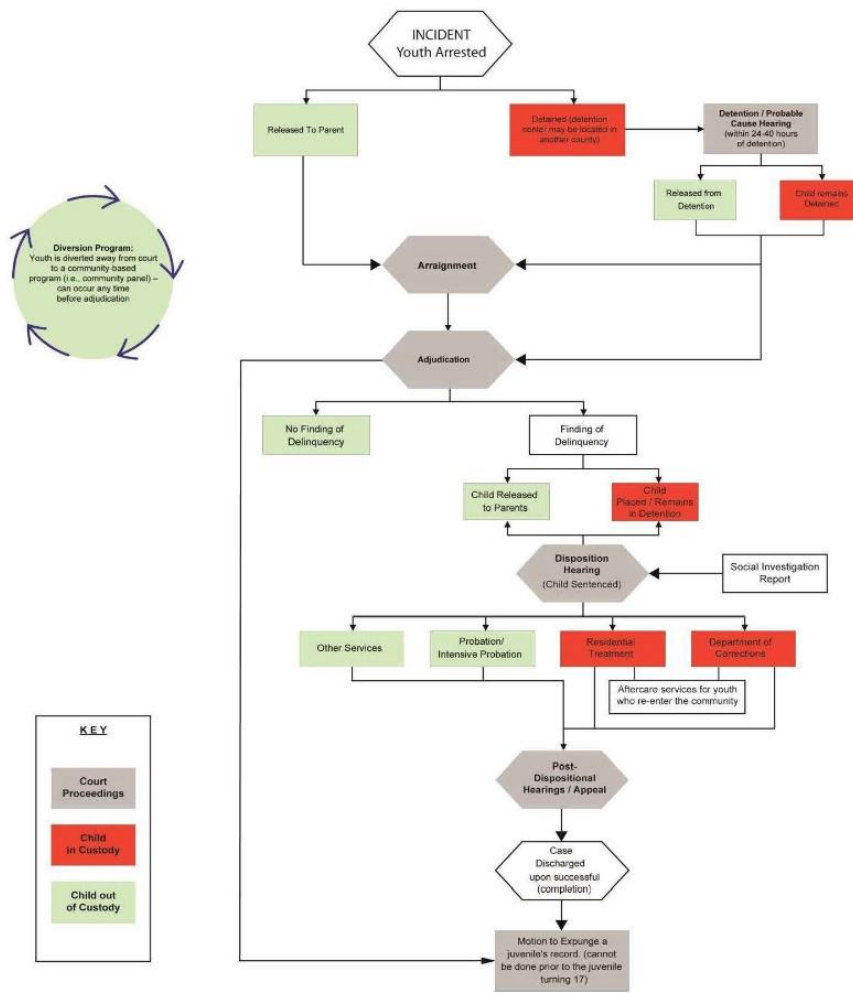 INCIDENT
Youth Arrested
Released To Parent
Detained (detention
center may be located in
another county)
Detention / Probable
Cause Hearing
(within 24-40 hours
of detention)
Released from
Detention
Child remains
Detained
Diversion Program:
Youth is diverted away from court
to a community-based
program (i.e., community panel) –
can occur any time
before adjudication
Arraignment
Adjudication
No Finding of
Delinquency
Finding of
Delinquency
Child Released
to Parents
Child
Placed / Remains
in Detention
Disposition
Hearing
(Child Sentenced)
Social Investigation
Report
Other Services
Probation/
Intensive Probation
Residential
Treatment
Department of
Corrections
Aftercare services for youth
who re-enter the community
Post-
Dispositional
Hearings / Appeal
Case
Discharged
upon successful
(completion)
Motion to Expunge a
juvenile's record. (cannot
be done prior to the juvenile
turning 17)
KEY
Court
Proceedings
Child
in Custody
Child out
of Custody